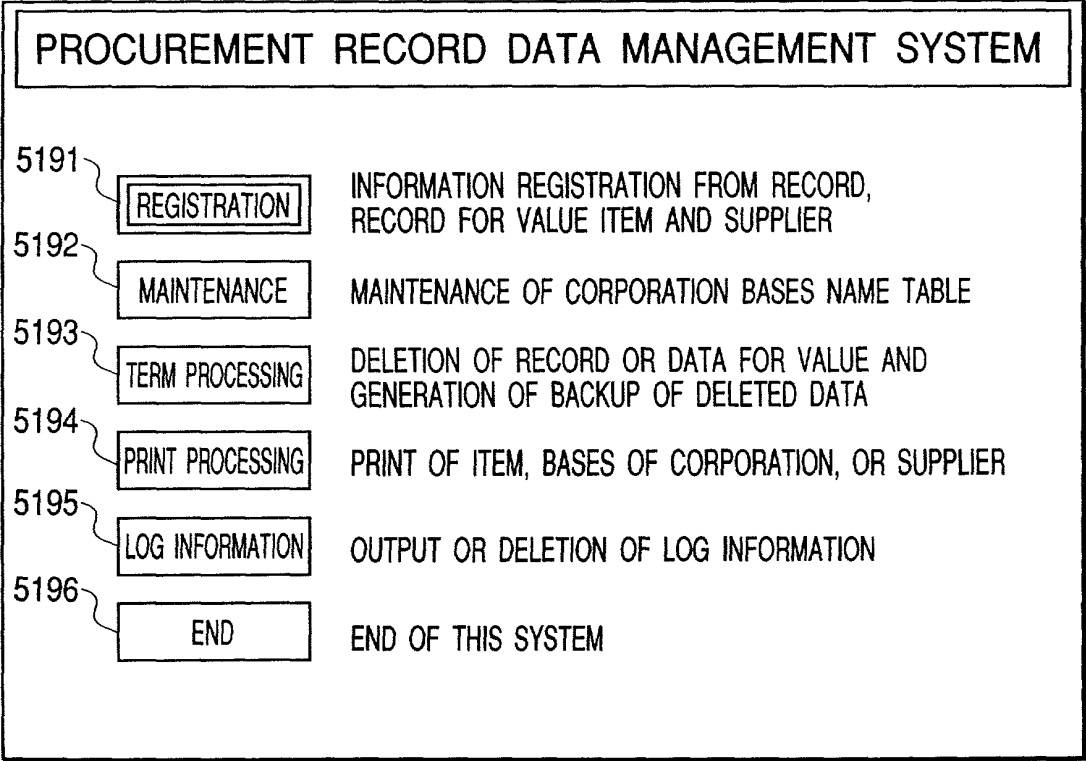 PROCUREMENT RECORD DATA MANAGEMENT SYSTEM
5191
REGISTRATION
INFORMATION REGISTRATION FROM RECORD,
RECORD FOR VALUE ITEM AND SUPPLIER
5192
MAINTENANCE
MAINTENANCE OF CORPORATION BASES NAME TABLE
5193
TERM PROCESSING
DELETION OF RECORD OR DATA FOR VALUE AND
GENERATION OF BACKUP OF DELETED DATA
5194
PRINT PROCESSING
PRINT OF ITEM, BASES OF CORPORATION, OR SUPPLIER
5195
LOG INFORMATION
OUTPUT OR DELETION OF LOG INFORMATION
5196
END
END OF THIS SYSTEM